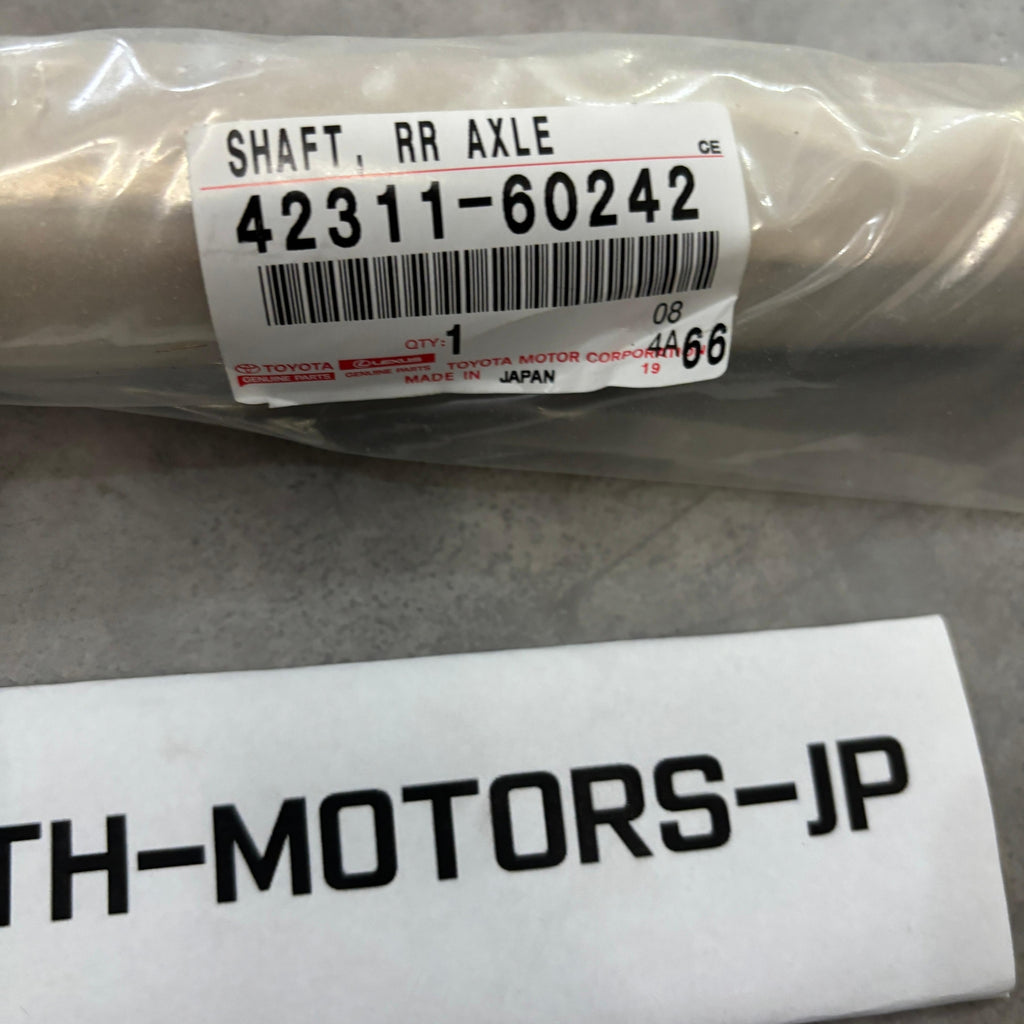 SHAFT, RR AXLE CE
42311-60242
08
QTY:1 4A 66
TOYOTA LEXUS TOYOTA MOTOR CORPORATION
GENUINE PARTS GENUINE PARTS 19
MADE IN JAPAN
TH-MOTORS-JP